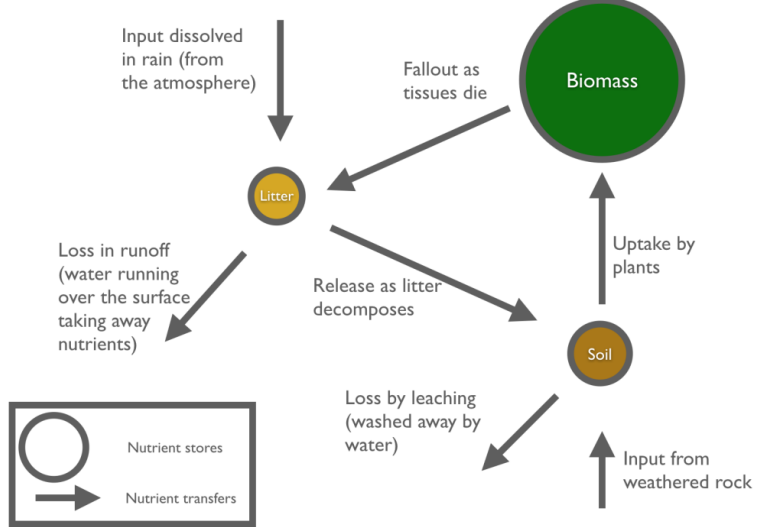 Input dissolved
in rain (from
the atmosphere)
Fallout as
tissues die
Biomass
Litter
Loss in runoff
(water running
over the surface
taking away
nutrients)
Release as litter
decomposes
Uptake by
plants
Soil
Loss by leaching
(washed away by
water)
Input from
weathered rock
Nutrient stores
Nutrient transfers